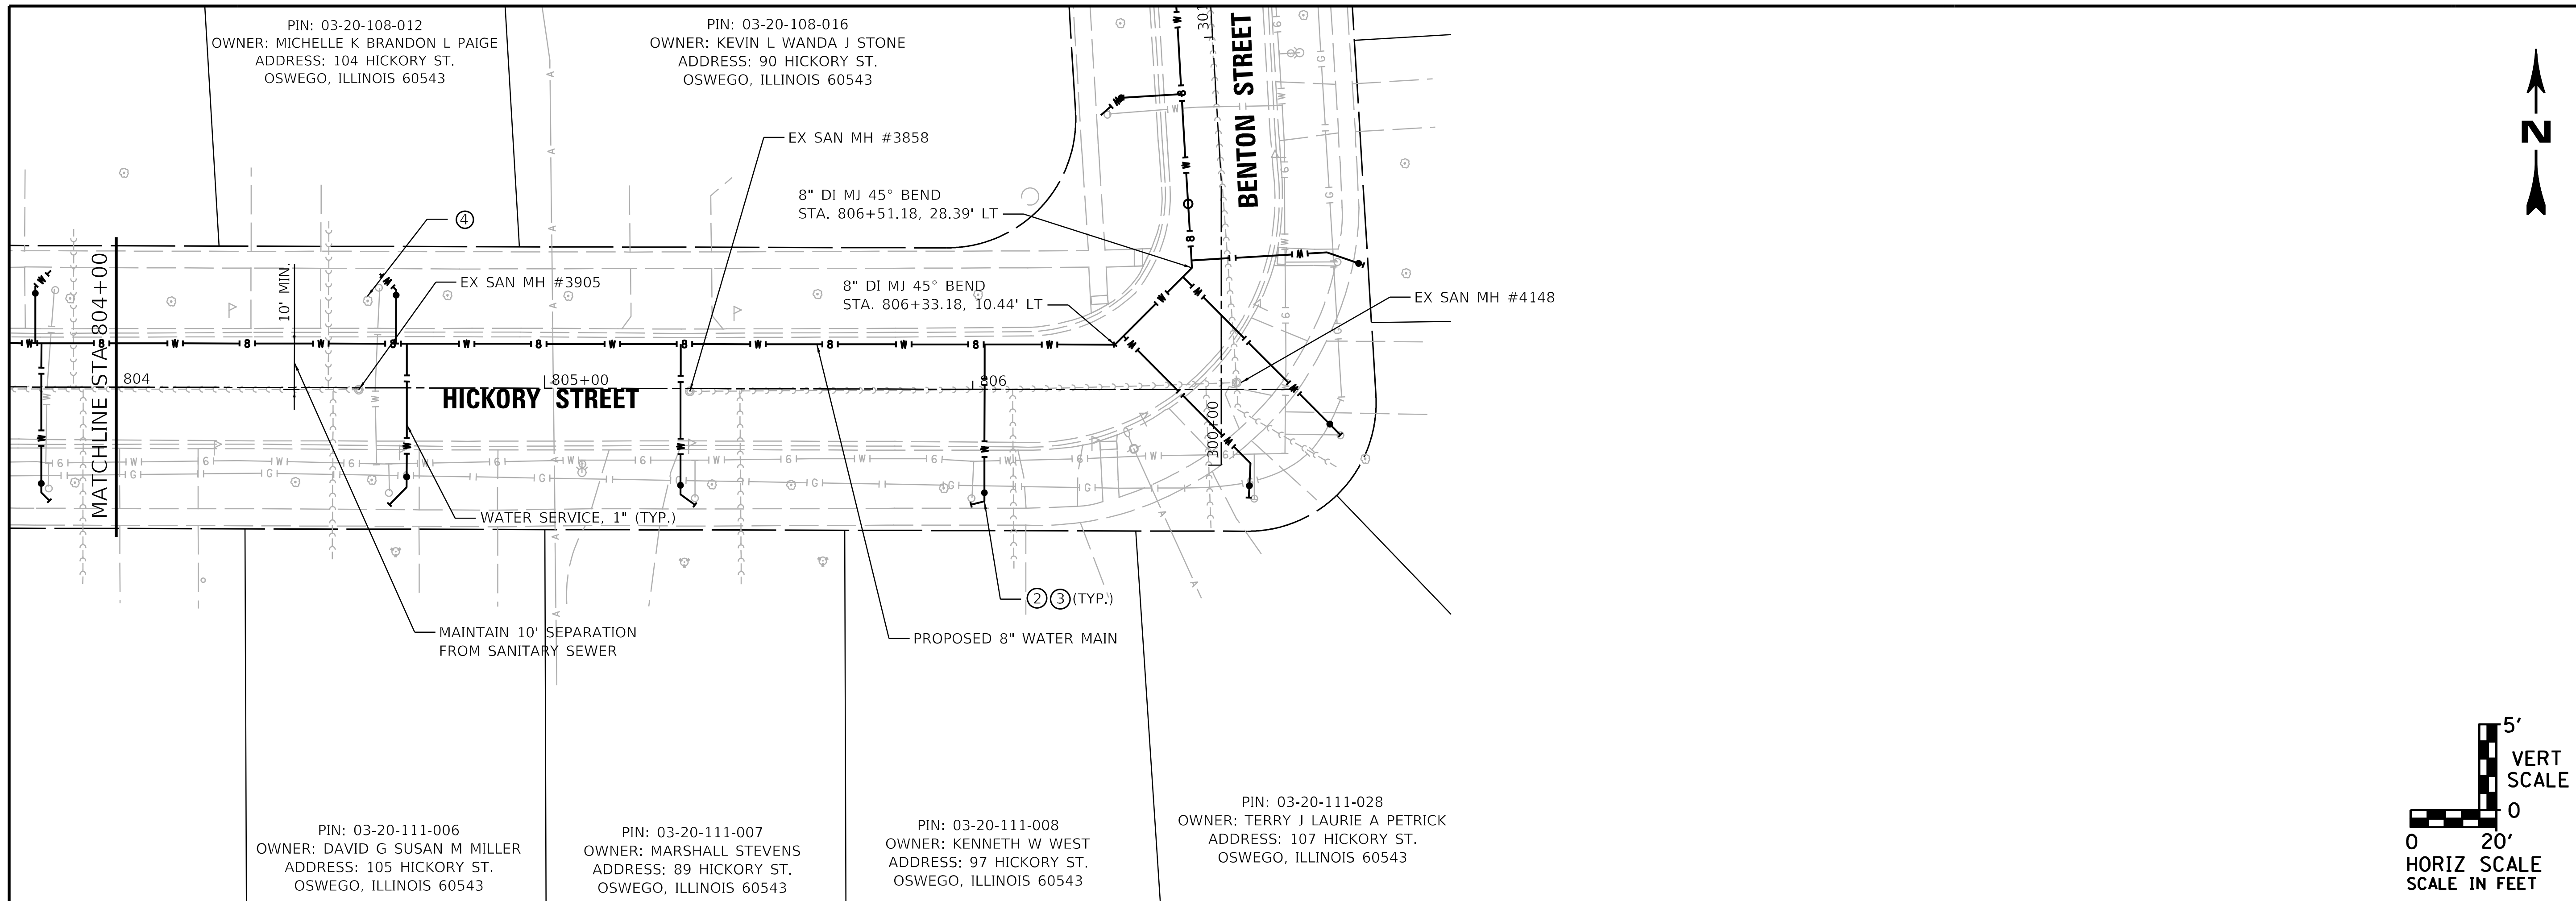 PIN: 03-20-108-012
OWNER: MICHELLE K BRANDON L PAIGE
ADDRESS: 104 HICKORY ST.
OSWEGO, ILLINOIS 60543
PIN: 03-20-108-016
OWNER: KEVIN L WANDA J STONE
ADDRESS: 90 HICKORY ST.
OSWEGO, ILLINOIS 60543
301
BENTON STREET
N
EX SAN MH #3858
8" DI MJ 45° BEND
STA. 806+51.18, 28.39' LT
4
EX SAN MH #3905
10' MIN.
8" DI MJ 45° BEND
STA. 806+33.18, 10.44' LT
EX SAN MH #4148
MATCHLINE STA 804+00
804
805+00
806
HICKORY STREET
300+00
WATER SERVICE, 1" (TYP.)
2 3 (TYP.)
MAINTAIN 10' SEPARATION
FROM SANITARY SEWER
PROPOSED 8" WATER MAIN
PIN: 03-20-111-006
OWNER: DAVID G SUSAN M MILLER
ADDRESS: 105 HICKORY ST.
OSWEGO, ILLINOIS 60543
PIN: 03-20-111-007
OWNER: MARSHALL STEVENS
ADDRESS: 89 HICKORY ST.
OSWEGO, ILLINOIS 60543
PIN: 03-20-111-008
OWNER: KENNETH W WEST
ADDRESS: 97 HICKORY ST.
OSWEGO, ILLINOIS 60543
PIN: 03-20-111-028
OWNER: TERRY J LAURIE A PETRICK
ADDRESS: 107 HICKORY ST.
OSWEGO, ILLINOIS 60543
5'
VERT
SCALE
0
0 20'
HORIZ SCALE
SCALE IN FEET